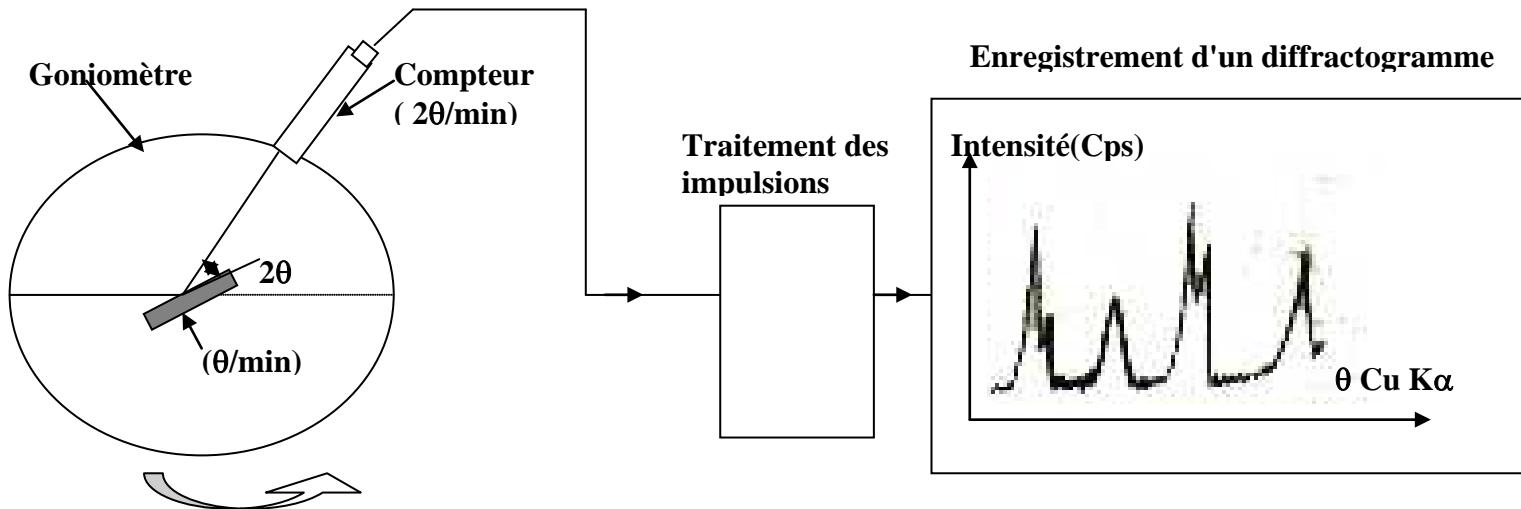 Enregistrement d'un diffractogramme
Goniomètre
Compteur
( 2θ/min)
Traitement des
impulsions
Intensité(Cps)
2θ
(θ/min)
θ Cu Kα